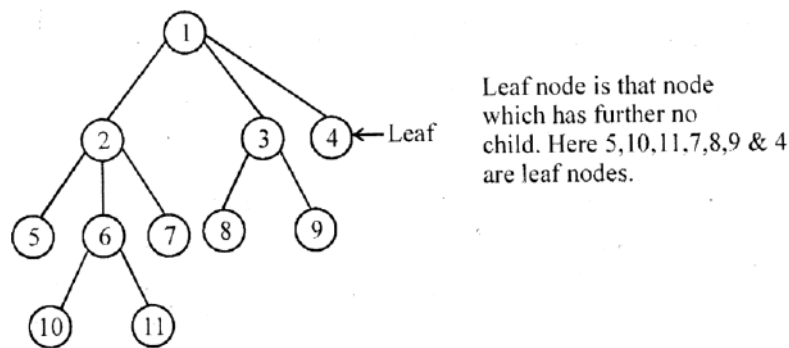 1
2
3
4
Leaf
Leaf node is that node
which has further no
child. Here 5,10,11,7,8,9 & 4
are leaf nodes.
5
6
7
8
9
10
11